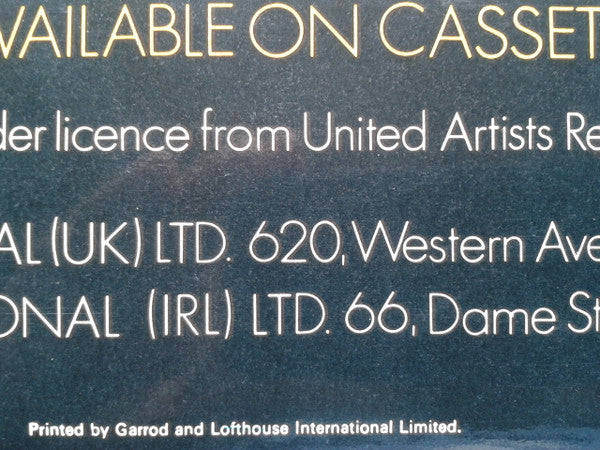 VAILABLE ON CASSET
der licence from United Artists Re
AL (UK) LTD. 620, Western Ave
ONAL (IRL) LTD. 66, Dame St
Printed by Garrod and Lofthouse International Limited.